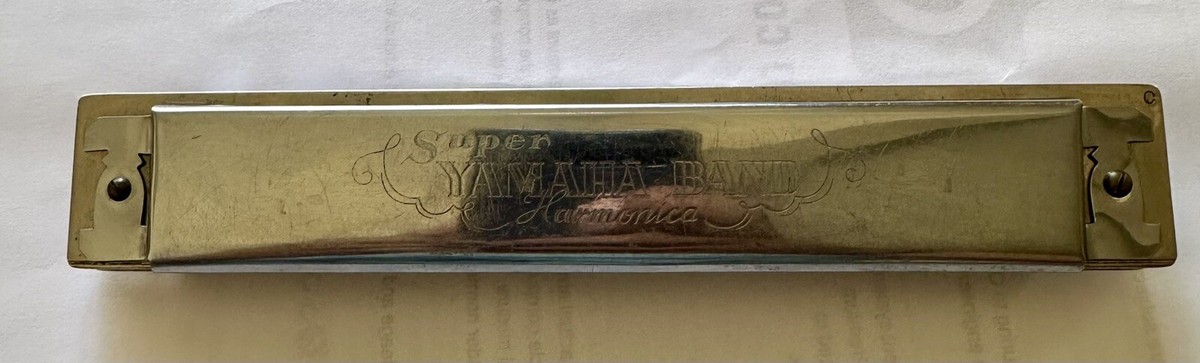 C
Super
YAMAHA BAND
Harmonica